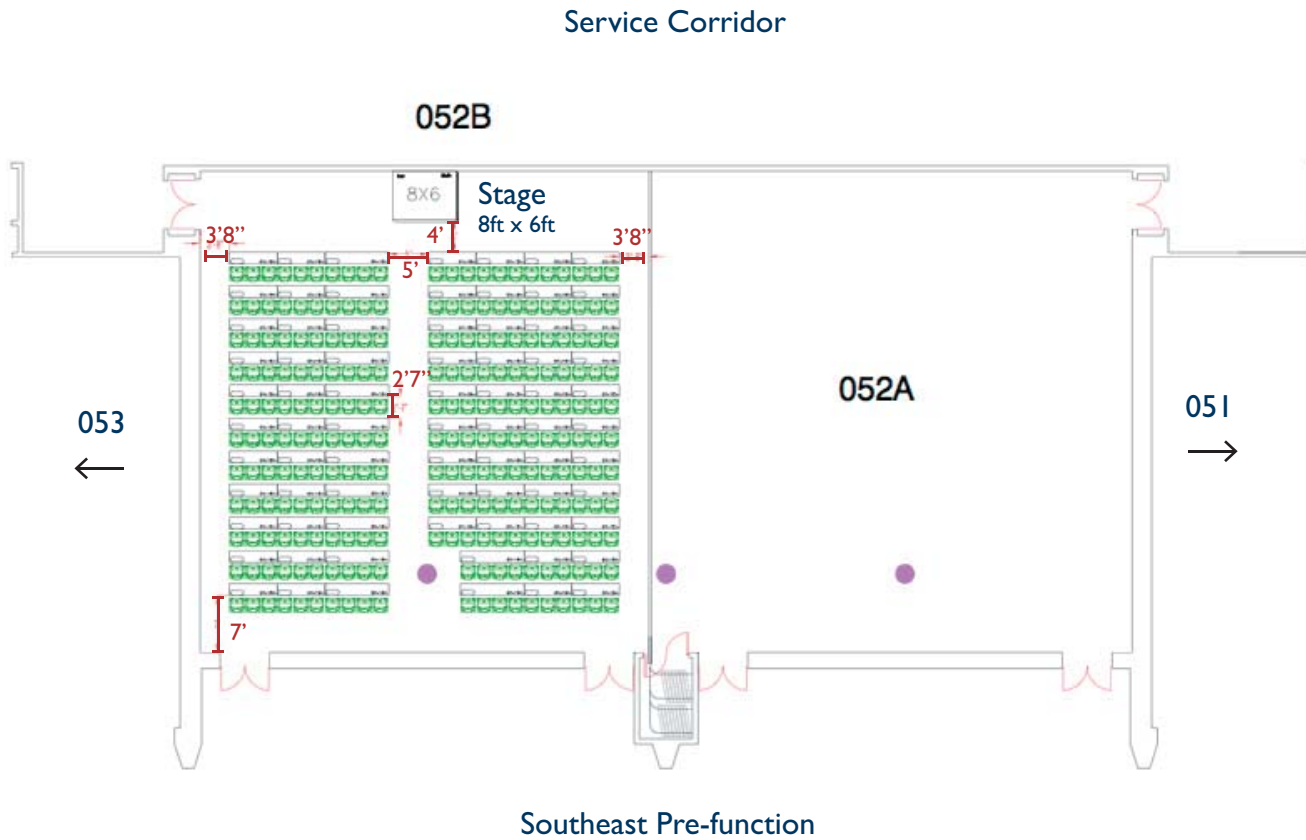 Service Corridor
052B
8X6
Stage
8ft x 6ft
3'8”
4'
3'8”
5'
2'7”
052A
053
051
7'
Southeast Pre-function